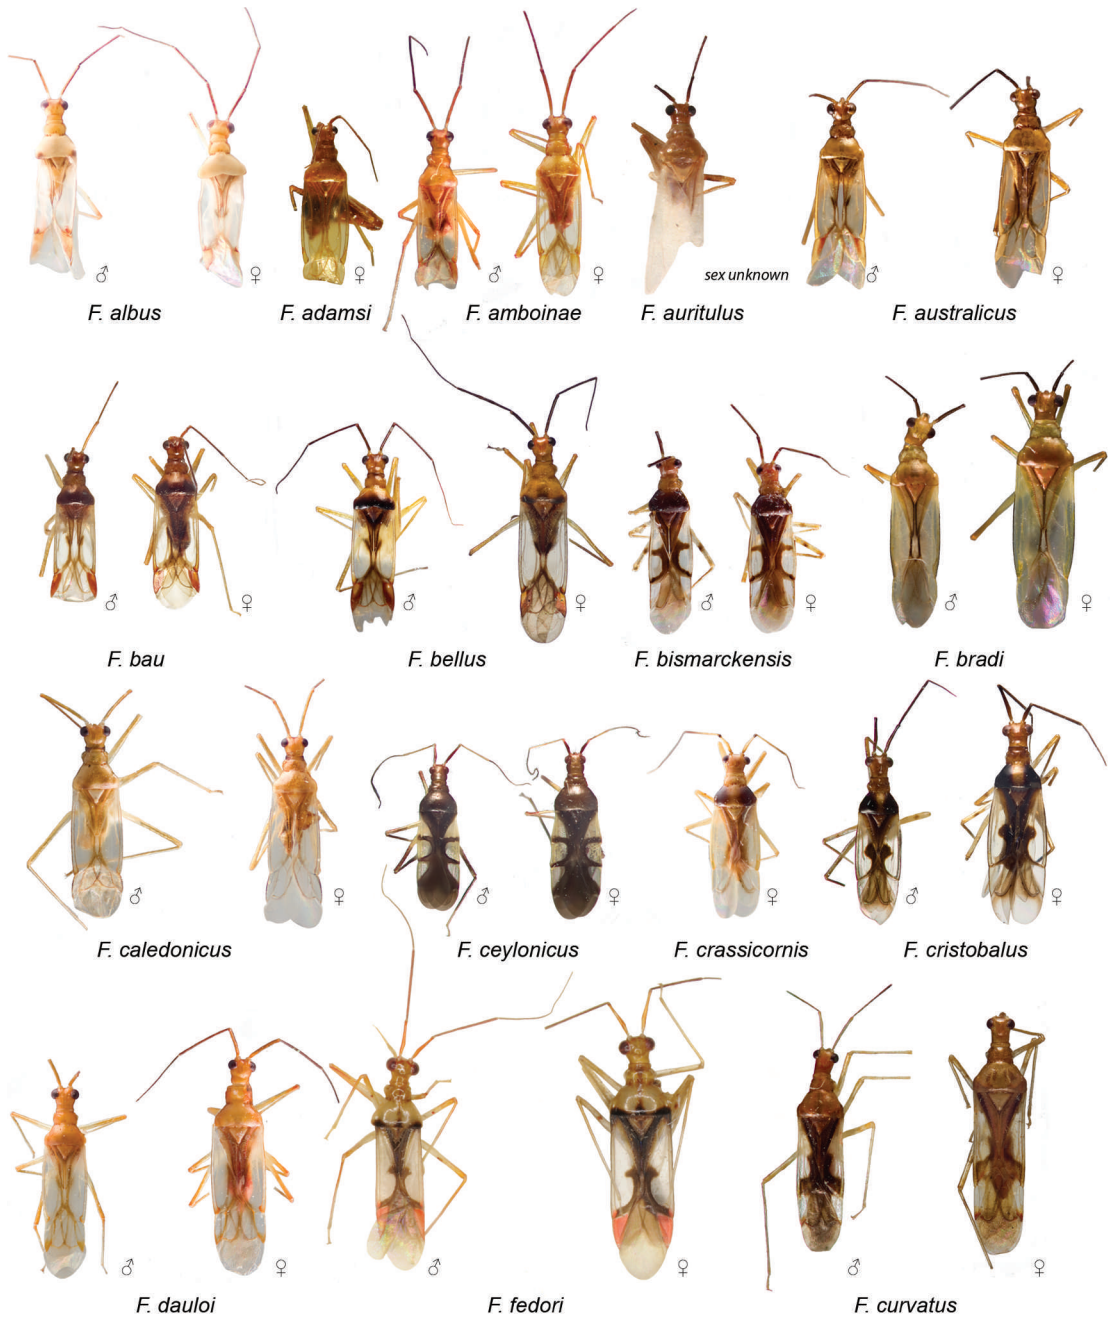 ♂ ♀ ♀ ♂ ♀ sex unknown ♂ ♀
F. albus F. adamsi F. amboinae F. auritulus F. australicus
♂ ♀ ♂ ♀ ♂ ♀ ♂ ♀
F. bau F. bellus F. bismarckensis F. bradi
♂ ♀ ♂ ♀ ♀ ♂ ♀
F. caledonicus F. ceylonicus F. crassicornis F. cristobalus
♂ ♀ ♂ ♀ ♂ ♀
F. dauloi F. fedori F. curvatus